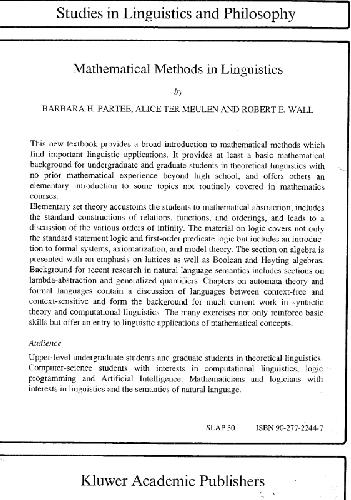 Studies in Linguistics and Philosophy
Mathematical Methods in Linguistics
by
BARBARA H. PARTEE, ALICE TER MEULEN AND ROBERT E. WALL
This new textbook provides a broad introduction to mathematical methods which
find important linguistic applications. It provides at least a basic mathematical
background for undergraduate and graduate students in theoretical linguistics with
no prior mathematical experience beyond high school, and offers others an
elementary introduction to some topics not routinely covered in mathematics
courses.
Elementary set theory accustoms the students to mathematical abstraction, includes
the standard constructions of relations, functions, and orderings, and leads to a
discussion of the various orders of infinity. The material on logic covers not only
the standard statement logic and first-order predicate logic but includes an introduc-
tion to formal systems, axiomatization, and model theory. The section on algebra is
presented with an emphasis on lattices as well as Boolean and Heyting algebras.
Background for recent research in natural language semantics includes sections on
lambda-abstraction and generalized quantifiers. Chapters on automata theory and
formal languages contain a discussion of languages between context-free and
context-sensitive and form the background for much current work in syntactic
theory and computational linguistics. The many exercises not only reinforce basic
skills but offer an entry to linguistic applications of mathematical concepts.
Audience
Upper-level undergraduate students and graduate students in theoretical linguistics.
Computer-science students with interests in computational linguistics, logic
programming and Artificial Intelligence. Mathematicians and logicians with
interests in linguistics and the semantics of natural language.
SLAP 30 ISBN 90-277-2244-7
Kluwer Academic Publishers